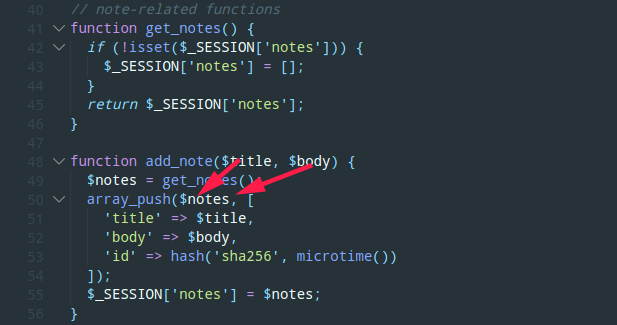 40 // note-related functions
41 function get_notes() {
42   if (!isset($_SESSION['notes'])) {
43     $_SESSION['notes'] = [];
44   }
45   return $_SESSION['notes'];
46 }
47
48 function add_note($title, $body) {
49   $notes = get_notes();
50   array_push($notes, [
51     'title' => $title,
52     'body' => $body,
53     'id' => hash('sha256', microtime())
54   ]);
55   $_SESSION['notes'] = $notes;
56 }